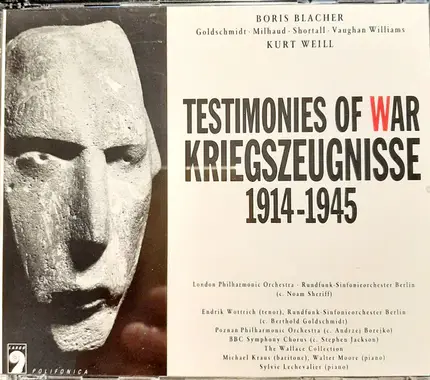 BORIS BLACHER
Goldschmidt · Milhaud · Shortall · Vaughan Williams
KURT WEILL
TESTIMONIES OF WAR
KRIEGSZEUGNISSE
1914-1945
London Philharmonic Orchestra · Rundfunk-Sinfonieorchester Berlin
(c. Noam Sheriff)
Endrik Wottrich (tenor), Rundfunk-Sinfonieorchester Berlin
(c. Berthold Goldschmidt)
Poznan Philharmonic Orchestra (c. Andrzej Borejko)
BBC Symphony Chorus (c. Stephen Jackson)
The Wallace Collection
Michael Kraus (baritone), Walter Moore (piano)
Sylvie Lechevalier (piano)
LARGO
POLIFONICA